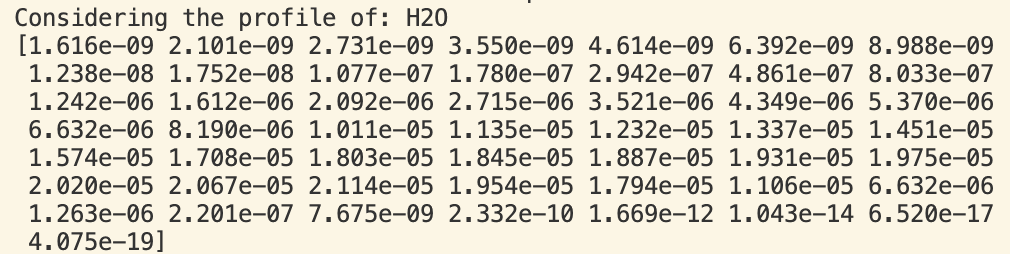 Considering the profile of: H2O
[1.616e-09 2.101e-09 2.731e-09 3.550e-09 4.614e-09 6.392e-09 8.988e-09
1.238e-08 1.752e-08 1.077e-07 1.780e-07 2.942e-07 4.861e-07 8.033e-07
1.242e-06 1.612e-06 2.092e-06 2.715e-06 3.521e-06 4.349e-06 5.370e-06
6.632e-06 8.190e-06 1.011e-05 1.135e-05 1.232e-05 1.337e-05 1.451e-05
1.574e-05 1.708e-05 1.803e-05 1.845e-05 1.887e-05 1.931e-05 1.975e-05
2.020e-05 2.067e-05 2.114e-05 1.954e-05 1.794e-05 1.106e-05 6.632e-06
1.263e-06 2.201e-07 7.675e-09 2.332e-10 1.669e-12 1.043e-14 6.520e-17
4.075e-19]